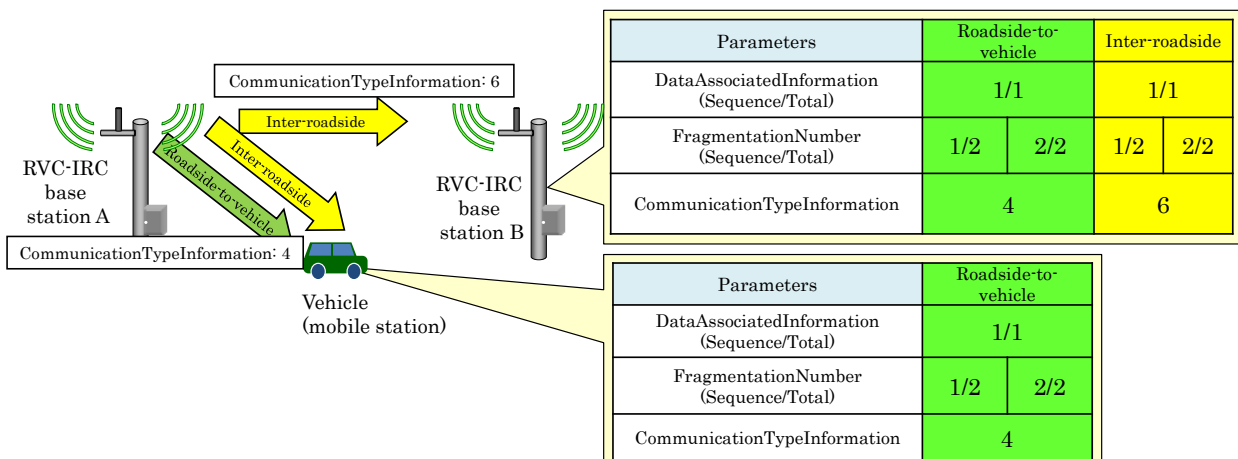 CommunicationTypeInformation: 6
Inter-roadside
Inter-roadside
Roadside-to-vehicle
RVC-IRC
base
station A
RVC-IRC
base
station B
CommunicationTypeInformation: 4
Vehicle
(mobile station)
Parameters
Roadside-to-
vehicle
Inter-roadside
DataAssociatedInformation
(Sequence/Total)
1/1
1/1
FragmentationNumber
(Sequence/Total)
1/2
2/2
1/2
2/2
CommunicationTypeInformation
4
6
Parameters
Roadside-to-
vehicle
DataAssociatedInformation
(Sequence/Total)
1/1
FragmentationNumber
(Sequence/Total)
1/2
2/2
CommunicationTypeInformation
4